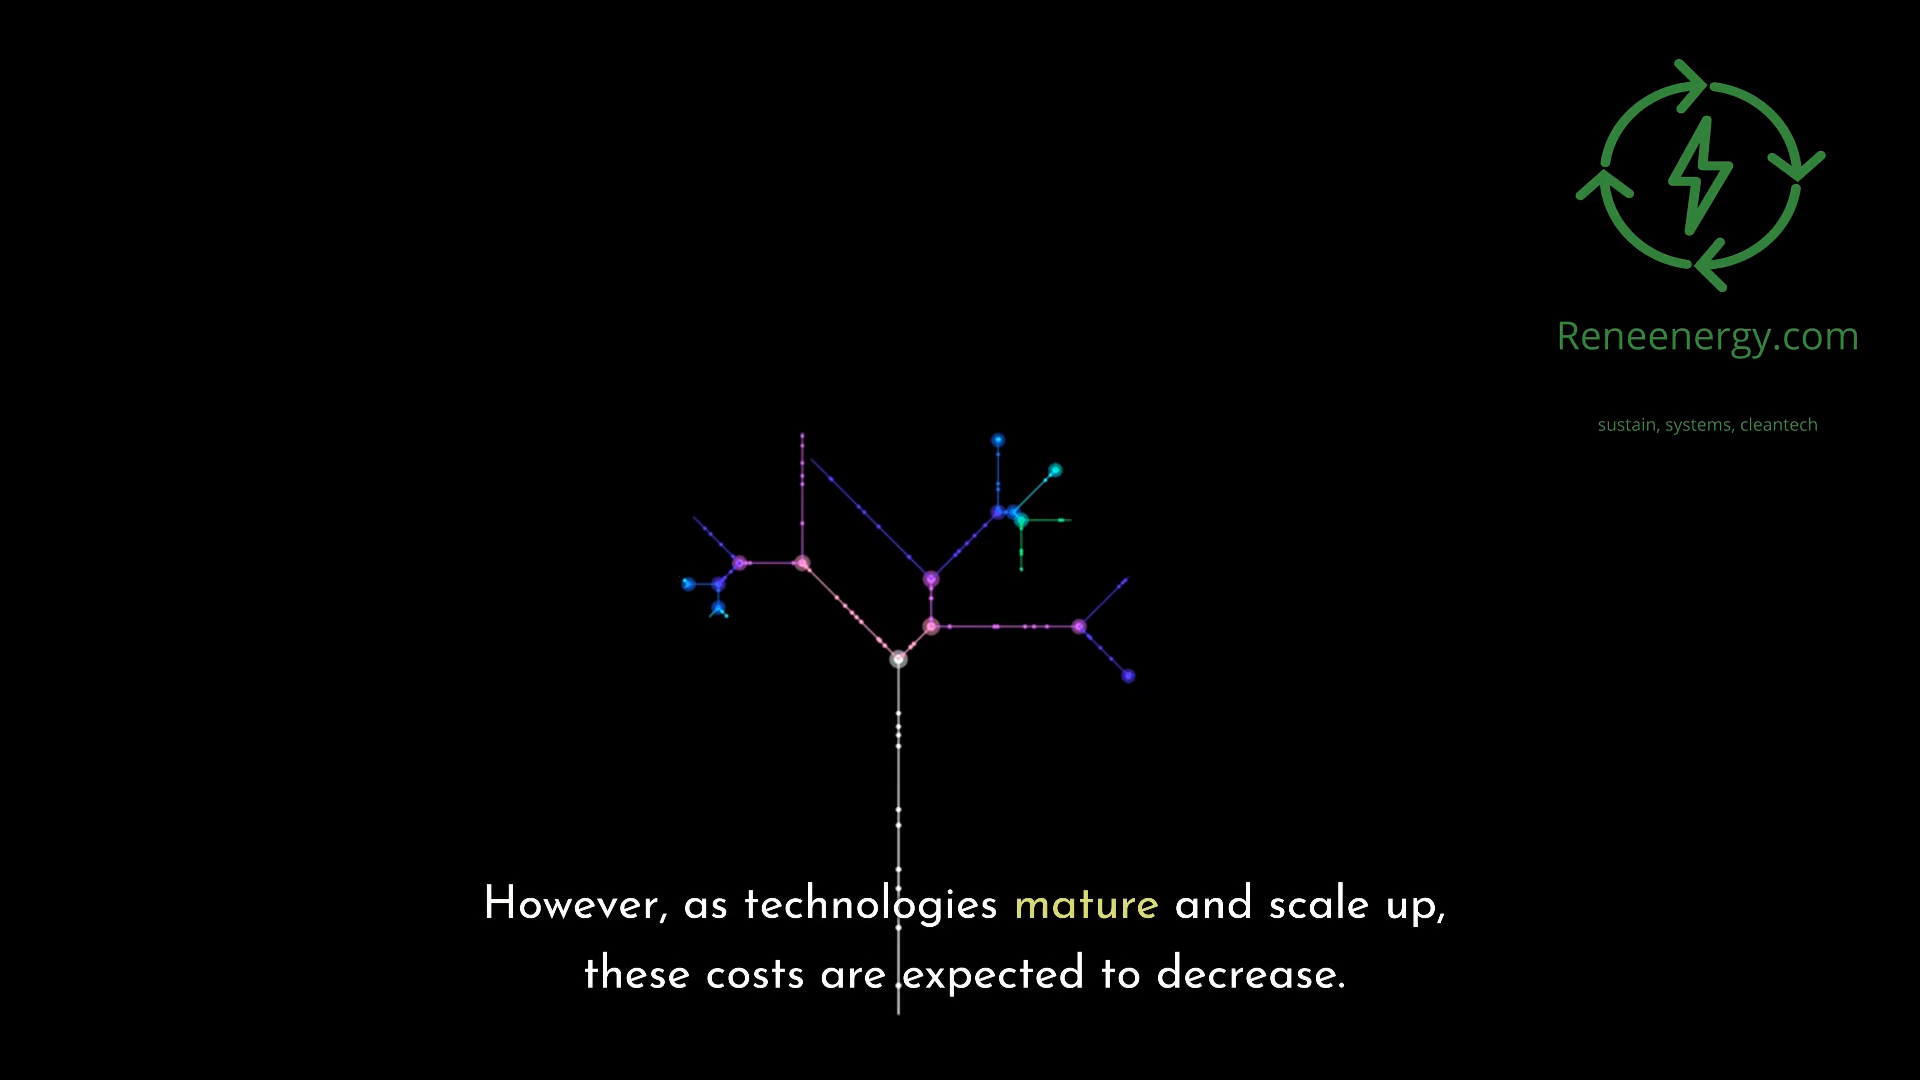 Reneenergy.com
sustain, systems, cleantech
However, as technologies mature and scale up,
these costs are expected to decrease.